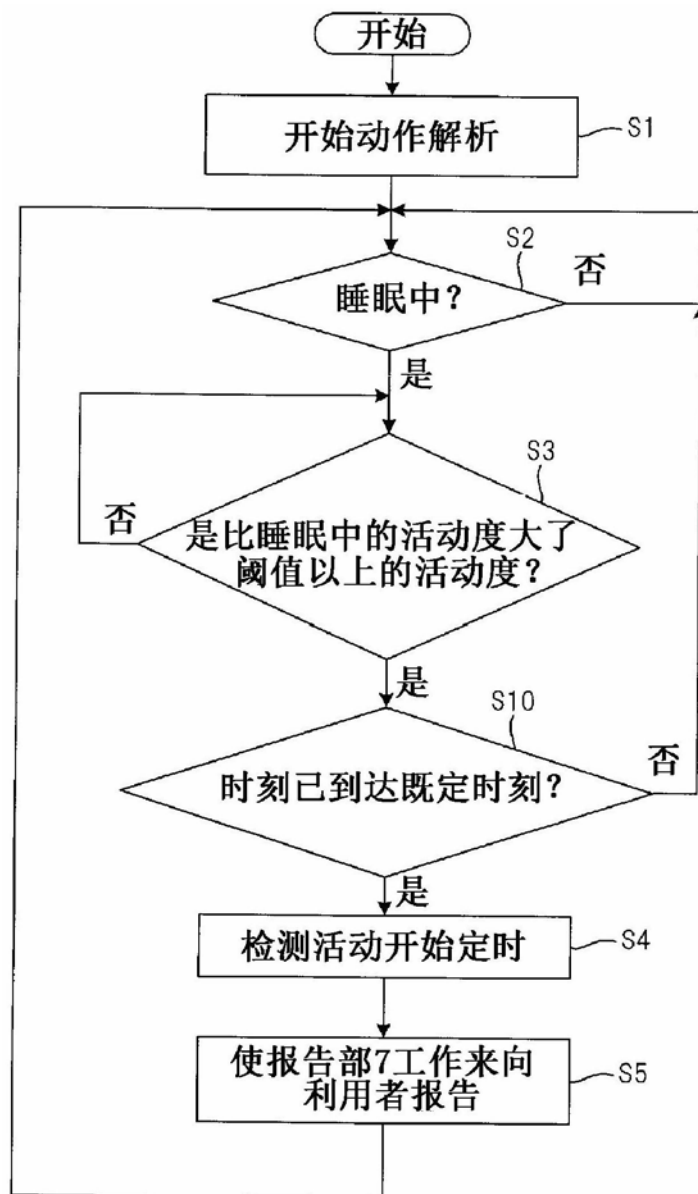 开始
开始动作解析
S1
S2
睡眠中？
否
是
S3
是比睡眠中的活动度大了
阈值以上的活动度？
否
是
S10
时刻已到达既定时刻？
否
是
检测活动开始定时
S4
使报告部7工作来向
利用者报告
S5